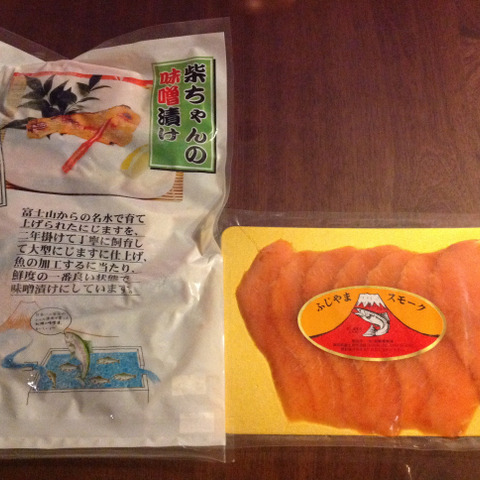 柴ちゃんの
味噌漬け
富士山からの名水で育て
上げられたにじますを、
二年掛けて丁寧に飼育し
て大型にじますに仕上げ、
魚の加工するに当たり、
鮮度の一番良い状態で
味噌漬けにしています。
ふじやま
スモーク